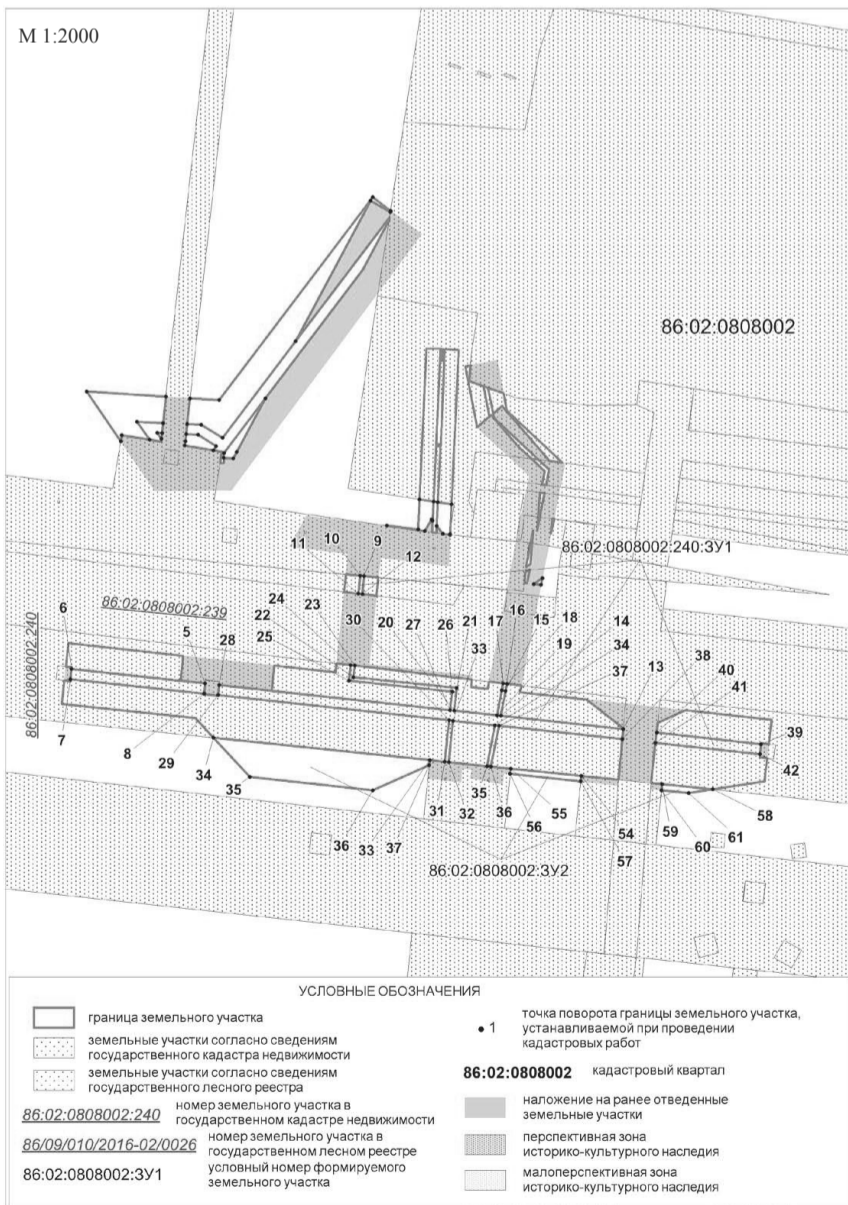 М 1:2000
86:02:0808002
86:02:0808002:240:ЗУ1
10
9
11
12
86:02:0808002:239
24
23
22
25
30
20
27
26
21
33
17
16
15
18
19
14
34
37
13
38
40
41
6
5
28
86:02:0808002:240
7
8
29
34
35
36
33
37
31
32
35
36
56
55
54
57
39
42
58
59
60
61
86:02:0808002:ЗУ2
УСЛОВНЫЕ ОБОЗНАЧЕНИЯ
граница земельного участка
земельные участки согласно сведениям
государственного кадастра недвижимости
земельные участки согласно сведениям
государственного лесного реестра
86:02:0808002:240
номер земельного участка в
государственном кадастре недвижимости
86/09/010/2016-02/0026
номер земельного участка в
государственном лесном реестре
86:02:0808002:ЗУ1
условный номер формируемого
земельного участка
1
точка поворота границы земельного участка,
устанавливаемой при проведении
кадастровых работ
86:02:0808002 кадастровый квартал
наложение на ранее отведенные
земельные участки
перспективная зона
историко-культурного наследия
малоперспективная зона
историко-культурного наследия